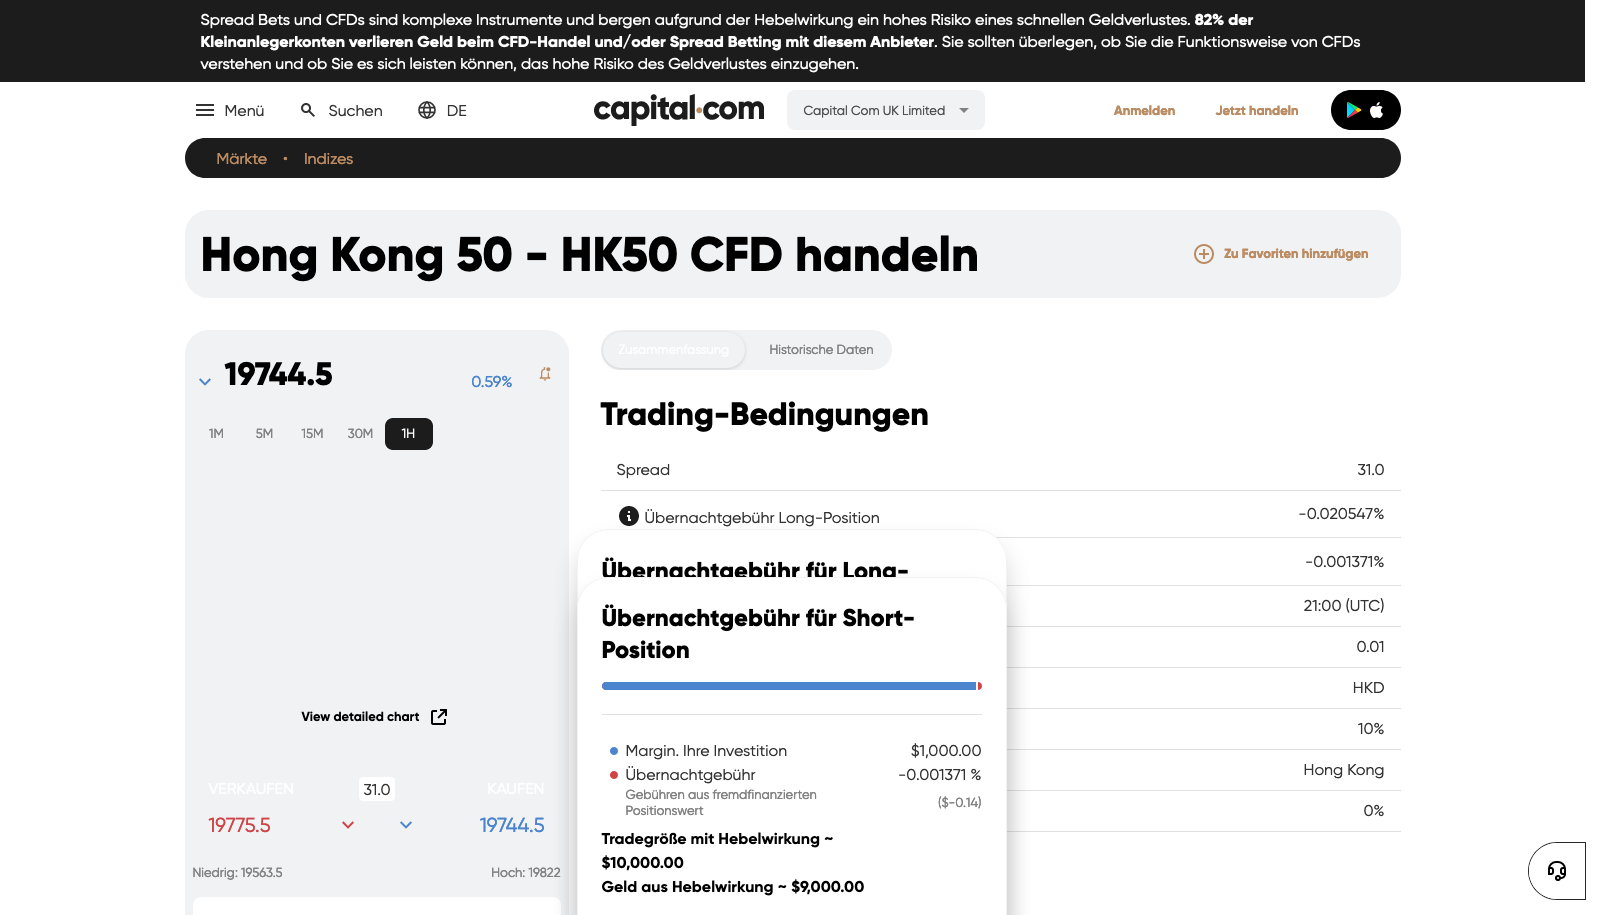 Spread Bets und CFDs sind komplexe Instrumente und bergen aufgrund der Hebelwirkung ein hohes Risiko eines schnellen Geldverlustes. 82% der
Kleinanlegerkonten verlieren Geld beim CFD-Handel und/oder Spread Betting mit diesem Anbieter. Sie sollten überlegen, ob Sie die Funktionsweise von CFDs
verstehen und ob Sie es sich leisten können, das hohe Risiko des Geldverlustes einzugehen.
Menü Suchen DE capital.com Capital Com UK Limited Anmelden Jetzt handeln
Märkte • Indizes
Hong Kong 50 - HK50 CFD handeln Zu Favoriten hinzufügen
19744.5 0.59%
1M 5M 15M 30M 1H
View detailed chart
VERKAUFEN 31.0 KAUFEN
19775.5 19744.5
Niedrig: 19563.5 Hoch: 19822
Zusammenfassung Historische Daten
Trading-Bedingungen
Spread 31.0
Übernachtgebühr Long-Position -0.020547%
Übernachtgebühr für Long-
-0.001371%
21:00 (UTC)
0.01
HKD
10%
Hong Kong
0%
Übernachtgebühr für Short-
Position
Margin. Ihre Investition $1,000.00
Übernachtgebühr -0.001371 %
Gebühren aus fremdfinanzierten
Positionswert ($-0.14)
Tradegröße mit Hebelwirkung ~
$10,000.00
Geld aus Hebelwirkung ~ $9,000.00